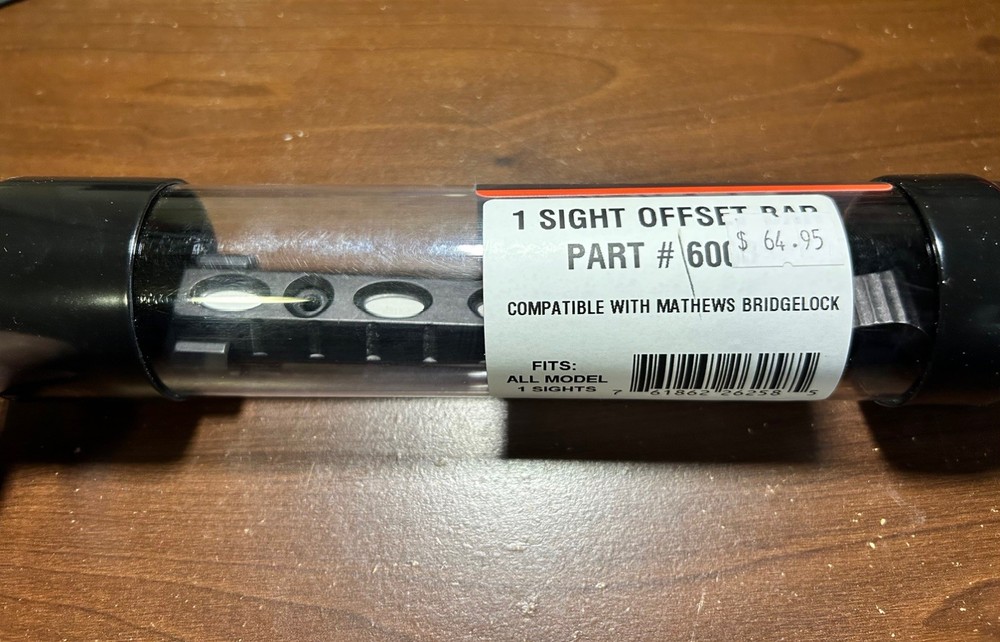 1 SIGHT OFFSET BAR
PART # 600
$ 64.95
COMPATIBLE WITH MATHEWS BRIDGELOCK
FITS:
ALL MODEL
1 SIGHTS
7 61862 26258 5